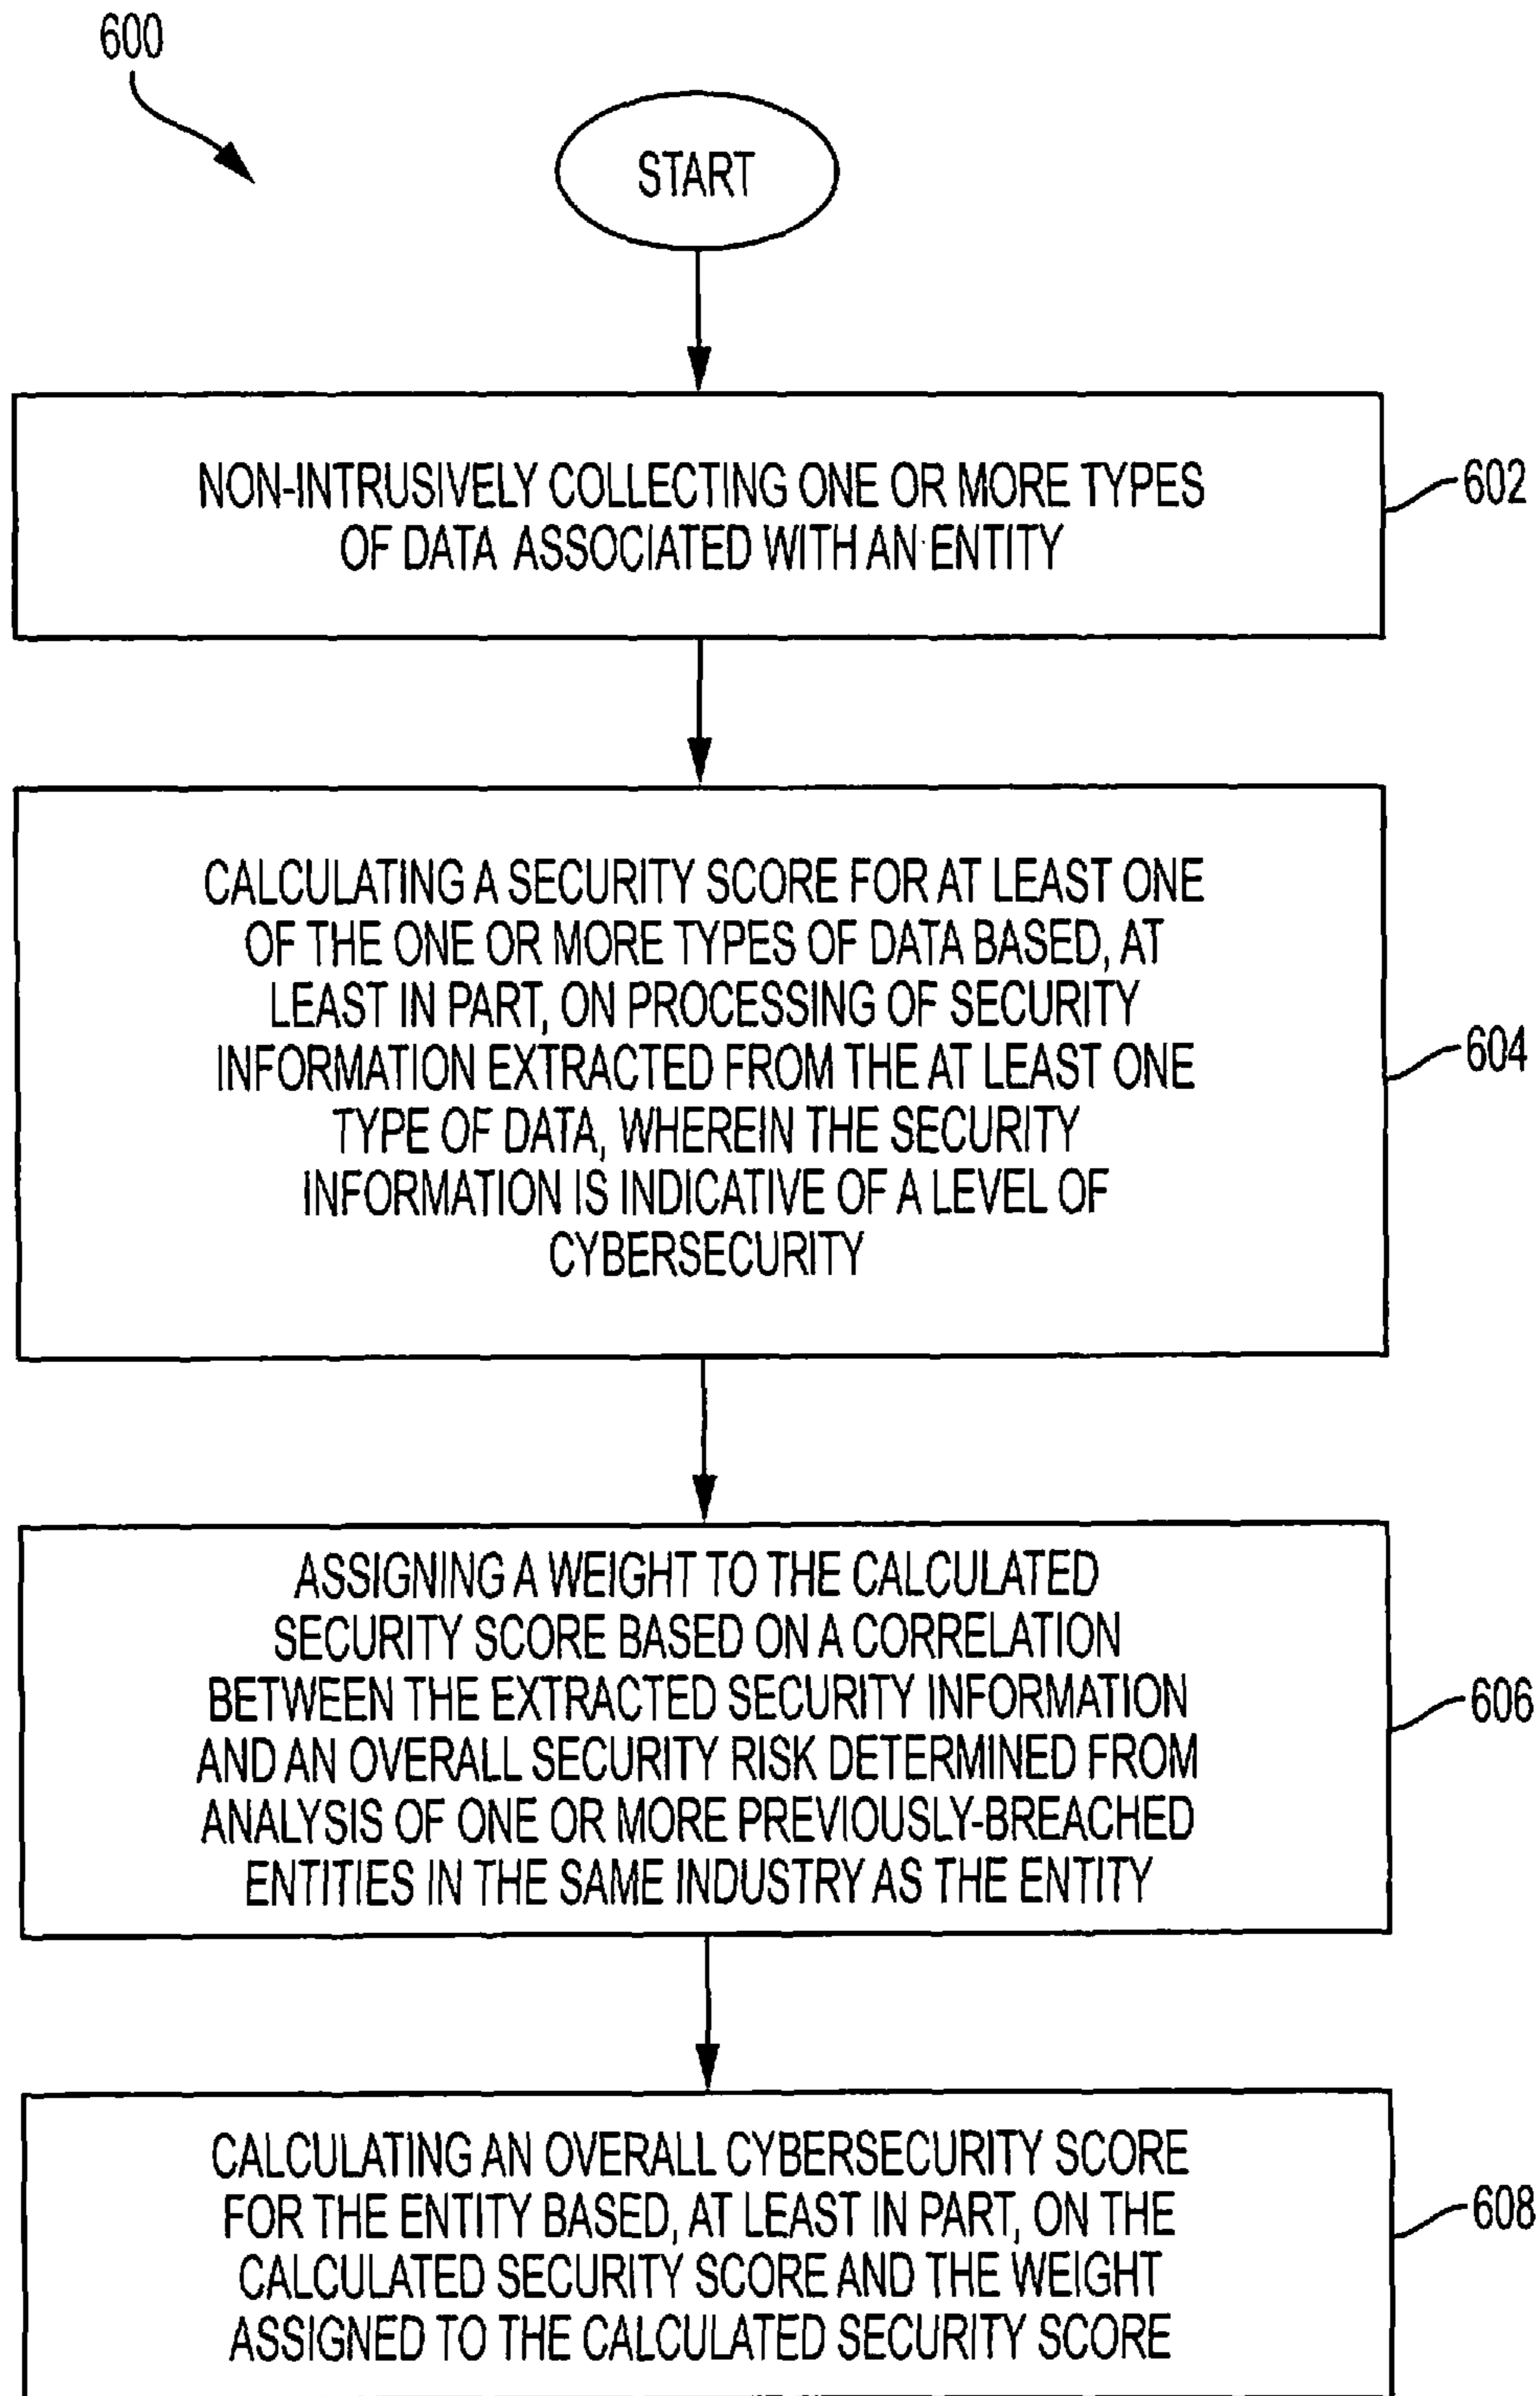 600
START
NON-INTRUSIVELY COLLECTING ONE OR MORE TYPES
OF DATA ASSOCIATED WITH AN ENTITY
602
CALCULATING A SECURITY SCORE FOR AT LEAST ONE
OF THE ONE OR MORE TYPES OF DATA BASED, AT
LEAST IN PART, ON PROCESSING OF SECURITY
INFORMATION EXTRACTED FROM THE AT LEAST ONE
TYPE OF DATA, WHEREIN THE SECURITY
INFORMATION IS INDICATIVE OF A LEVEL OF
CYBERSECURITY
604
ASSIGNING A WEIGHT TO THE CALCULATED
SECURITY SCORE BASED ON A CORRELATION
BETWEEN THE EXTRACTED SECURITY INFORMATION
AND AN OVERALL SECURITY RISK DETERMINED FROM
ANALYSIS OF ONE OR MORE PREVIOUSLY-BREACHED
ENTITIES IN THE SAME INDUSTRY AS THE ENTITY
606
CALCULATING AN OVERALL CYBERSECURITY SCORE
FOR THE ENTITY BASED, AT LEAST IN PART, ON THE
CALCULATED SECURITY SCORE AND THE WEIGHT
ASSIGNED TO THE CALCULATED SECURITY SCORE
608